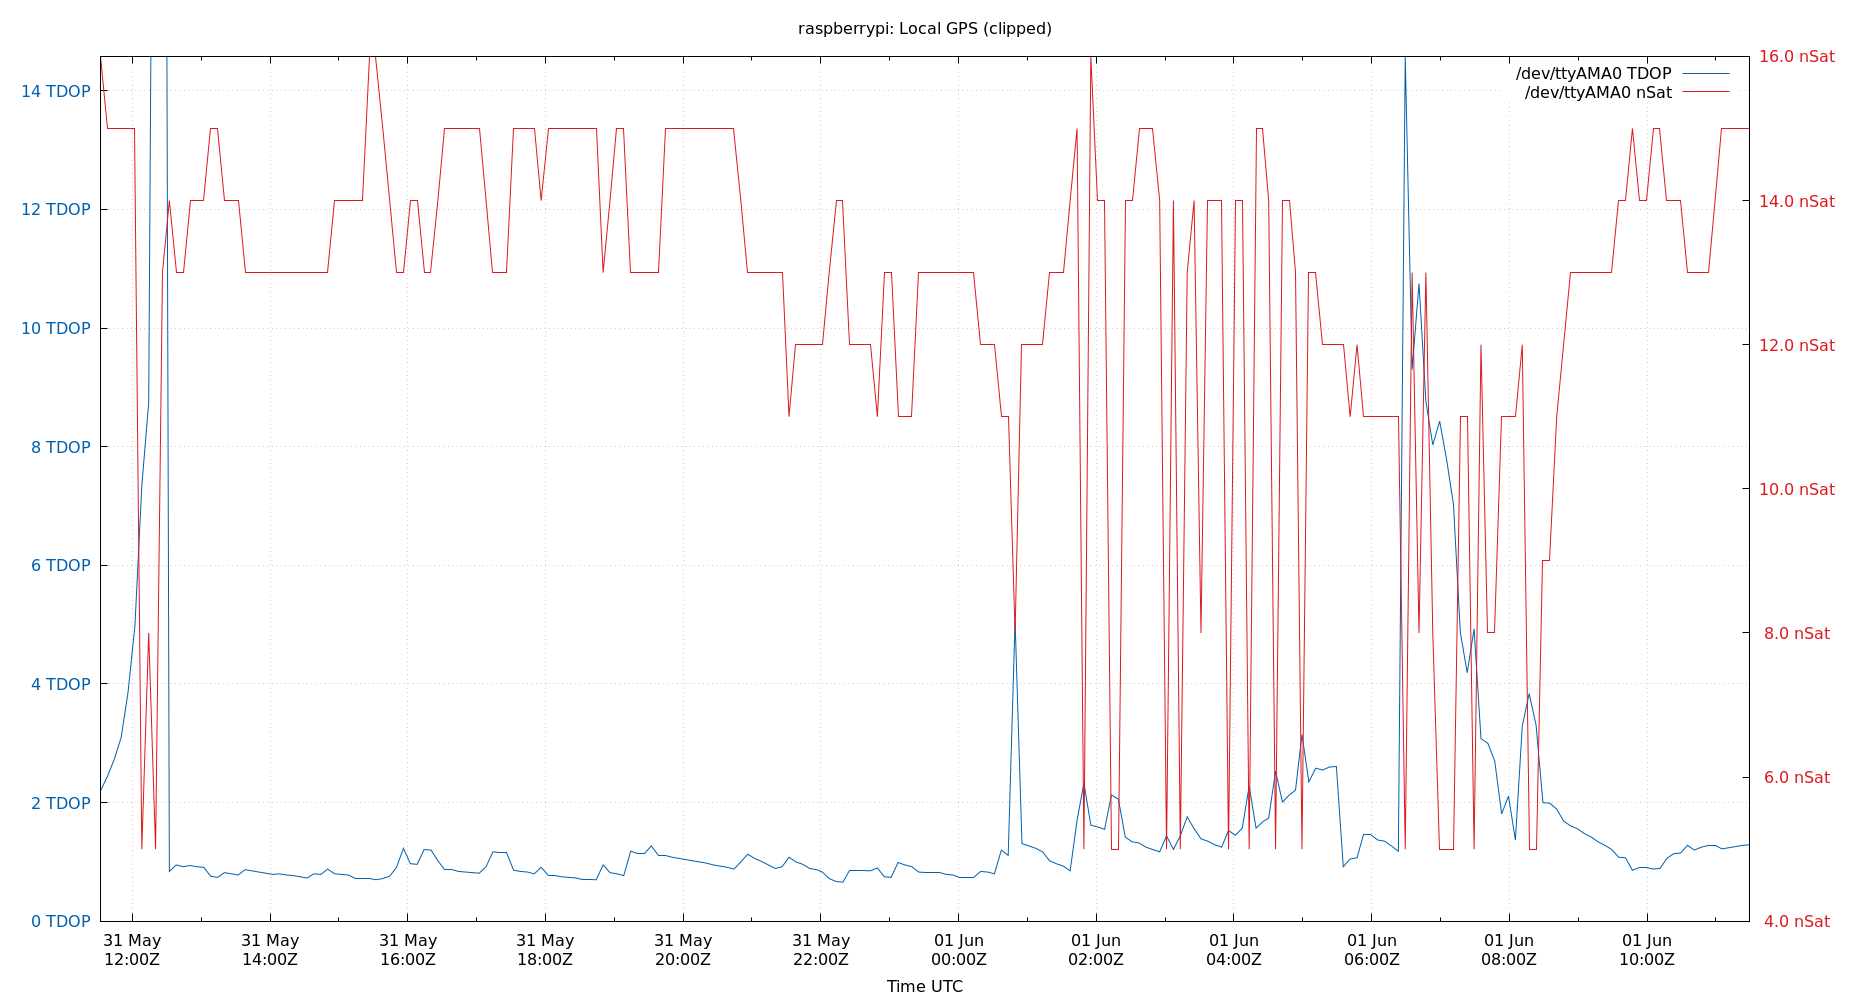 raspberrypi: Local GPS (clipped)
/dev/ttyAMA0 TDOP
/dev/ttyAMA0 nSat
14 TDOP
12 TDOP
10 TDOP
8 TDOP
6 TDOP
4 TDOP
2 TDOP
0 TDOP
16.0 nSat
14.0 nSat
12.0 nSat
10.0 nSat
8.0 nSat
6.0 nSat
4.0 nSat
31 May 31 May 31 May 31 May 31 May 31 May 01 Jun 01 Jun 01 Jun 01 Jun 01 Jun 01 Jun
12:00Z 14:00Z 16:00Z 18:00Z 20:00Z 22:00Z 00:00Z 02:00Z 04:00Z 06:00Z 08:00Z 10:00Z
Time UTC